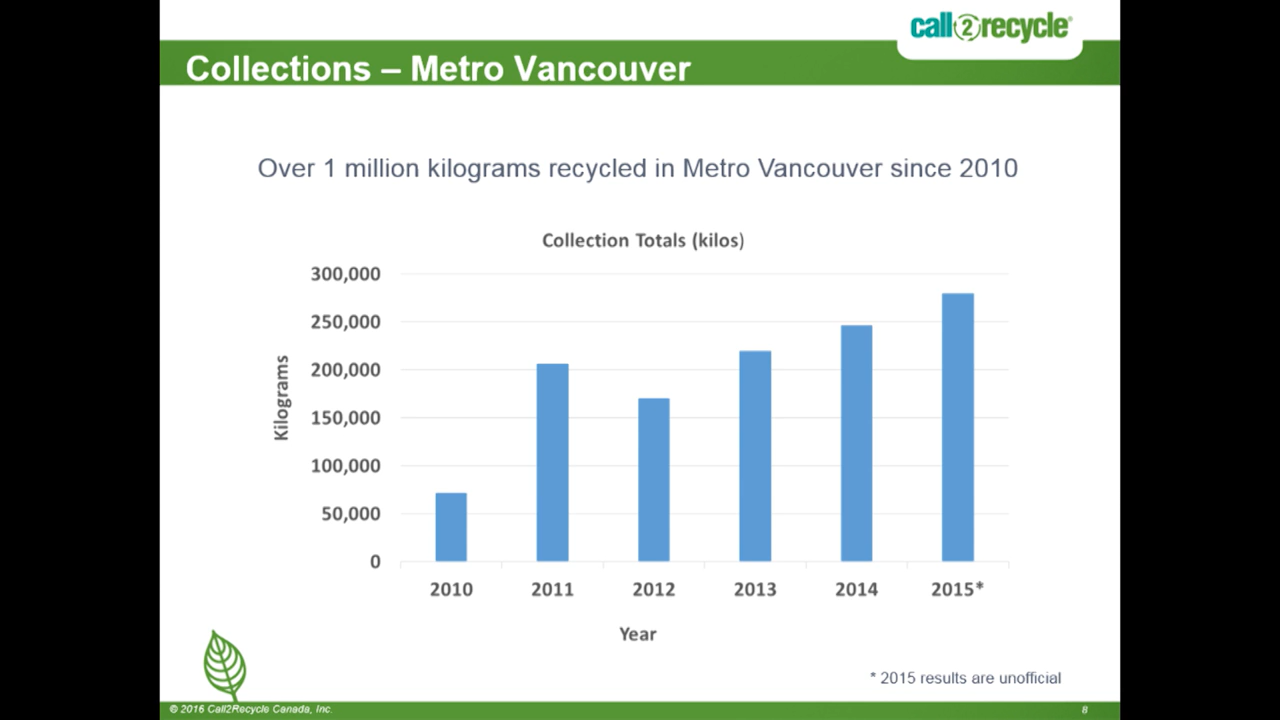 call2recycle®
Collections – Metro Vancouver
Over 1 million kilograms recycled in Metro Vancouver since 2010
Collection Totals (kilos)
300,000
250,000
200,000
150,000
100,000
50,000
0
Kilograms
2010 2011 2012 2013 2014 2015*
Year
* 2015 results are unofficial
© 2016 Call2Recycle Canada, Inc.
8